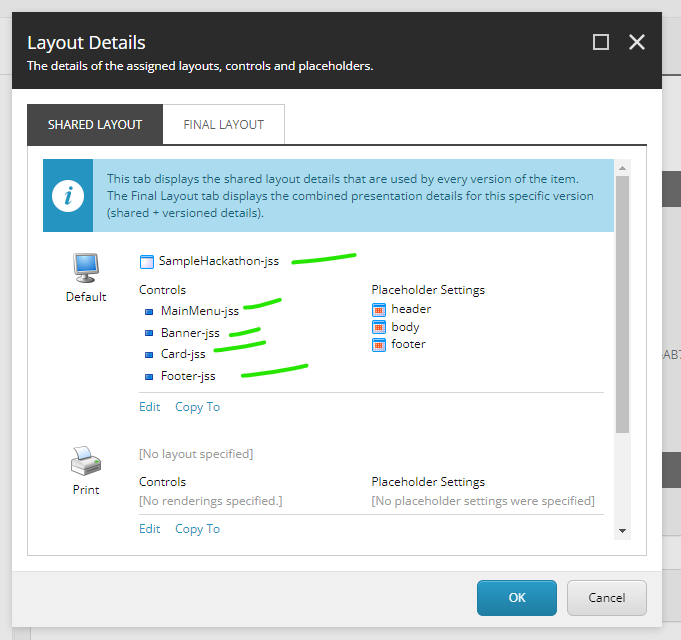 Layout Details
The details of the assigned layouts, controls and placeholders.
SHARED LAYOUT
FINAL LAYOUT
This tab displays the shared layout details that are used by every version of the item.
The Final Layout tab displays the combined presentation details for this specific version
(shared + versioned details).
Default
SampleHackathon-jss
Controls
MainMenu-jss
Banner-jss
Card-jss
Footer-jss
Placeholder Settings
header
body
footer
Edit Copy To
Print
[No layout specified]
Controls
[No renderings specified.]
Placeholder Settings
[No placeholder settings were specified]
Edit Copy To
OK
Cancel